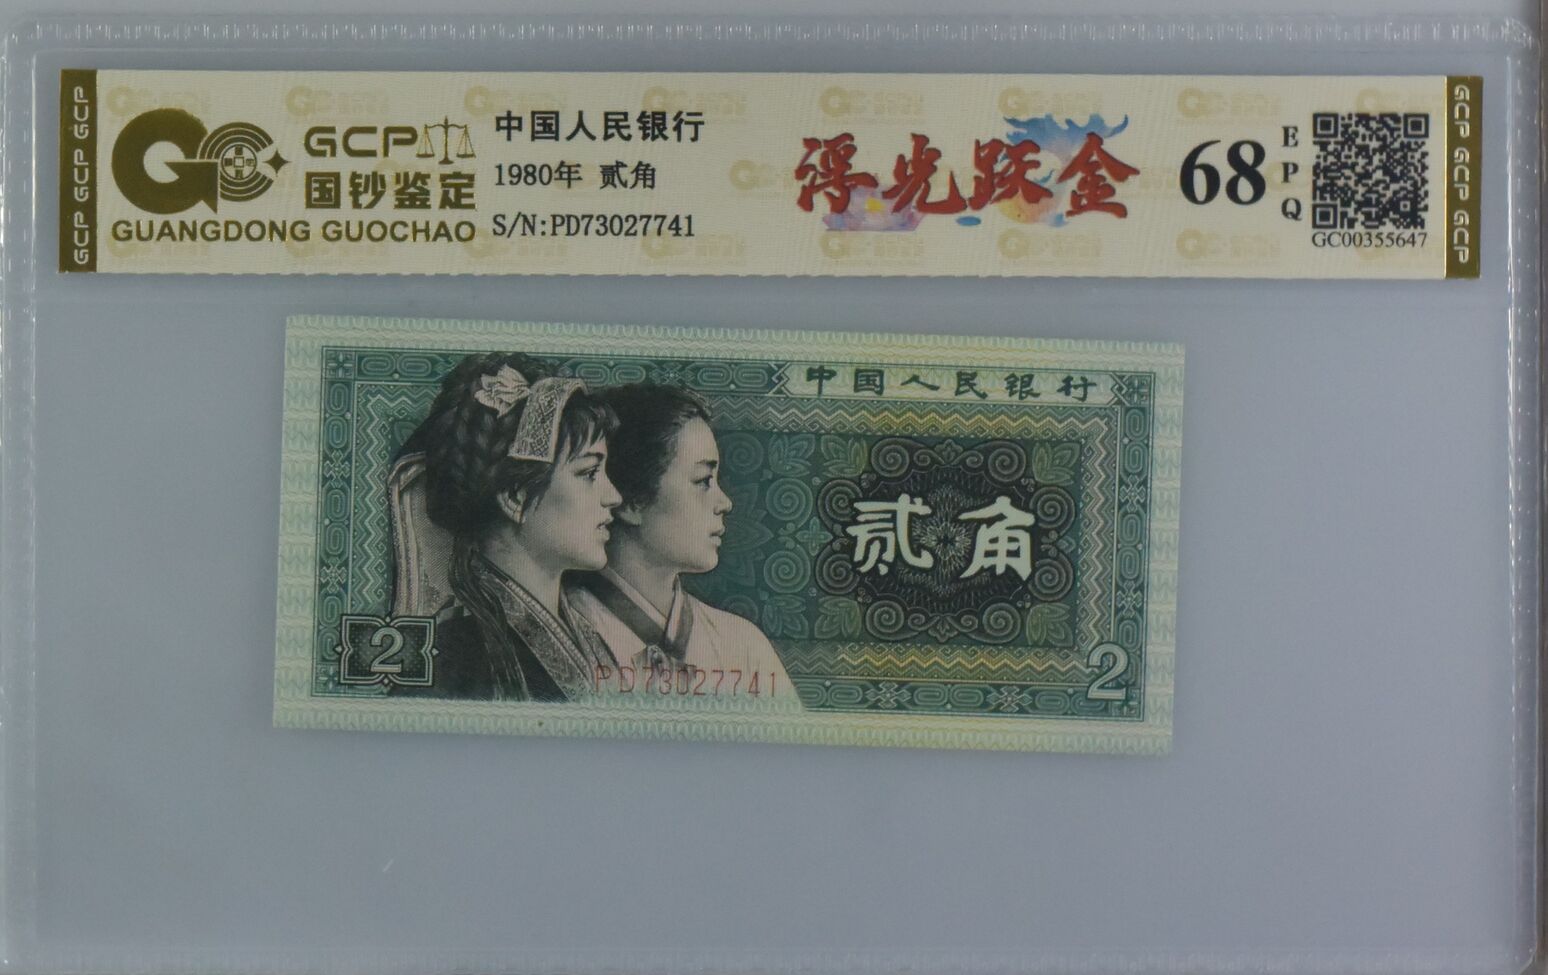 GCP GCP GCP
GCP
国钞鉴定
GUANGDONG GUOCHAO
中国人民银行
1980年 贰角
S/N:PD73027741
浮光跃金
68
EPQ
GC00355647
GCP GCP GCP
中国人民银行
贰角
2
2
PD73027741